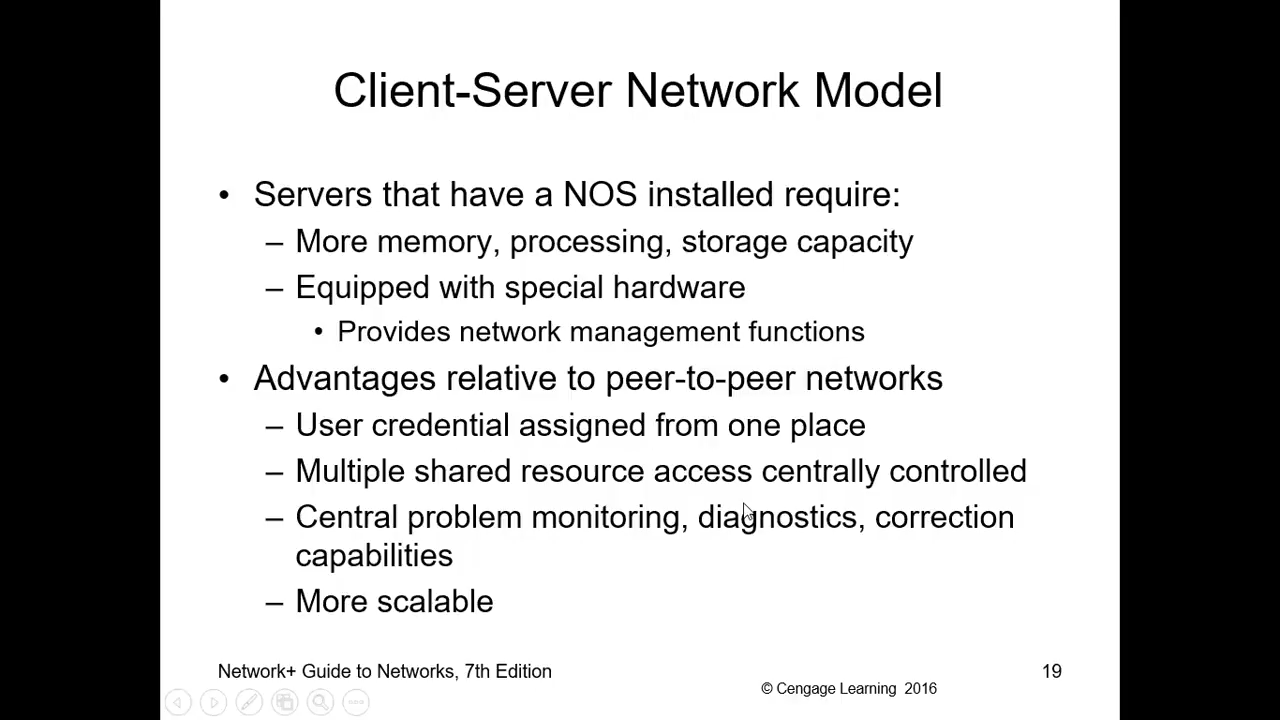 Client-Server Network Model
• Servers that have a NOS installed require:
– More memory, processing, storage capacity
– Equipped with special hardware
• Provides network management functions
• Advantages relative to peer-to-peer networks
– User credential assigned from one place
– Multiple shared resource access centrally controlled
– Central problem monitoring, diagnostics, correction
capabilities
– More scalable
Network+ Guide to Networks, 7th Edition
19
© Cengage Learning 2016